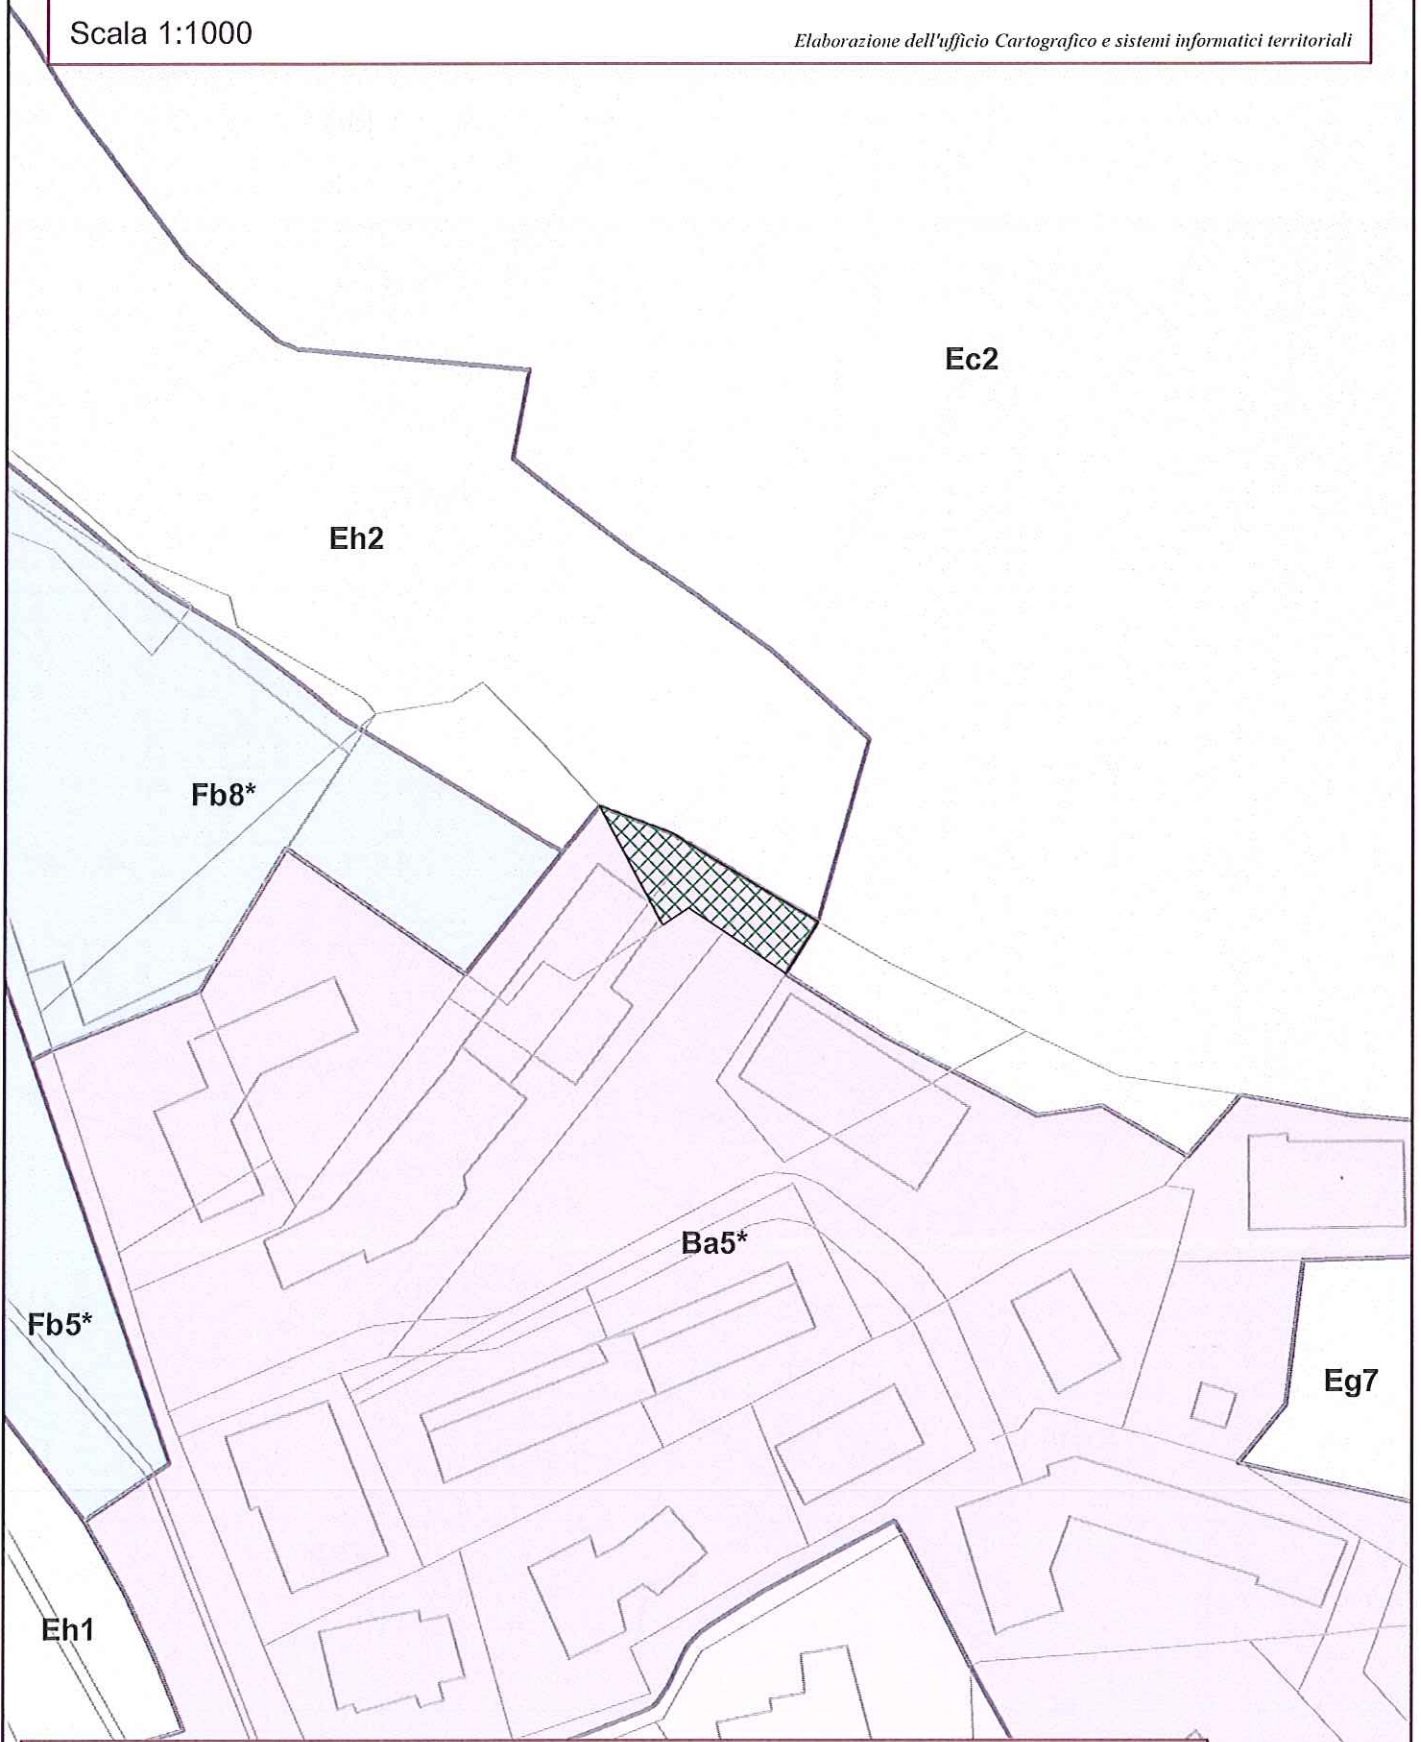 Scala 1:1000
Elaborazione dell'ufficio Cartografico e sistemi informatici territoriali
Ec2
Eh2
Fb8*
Ba5*
Fb5*
Eg7
Eh1